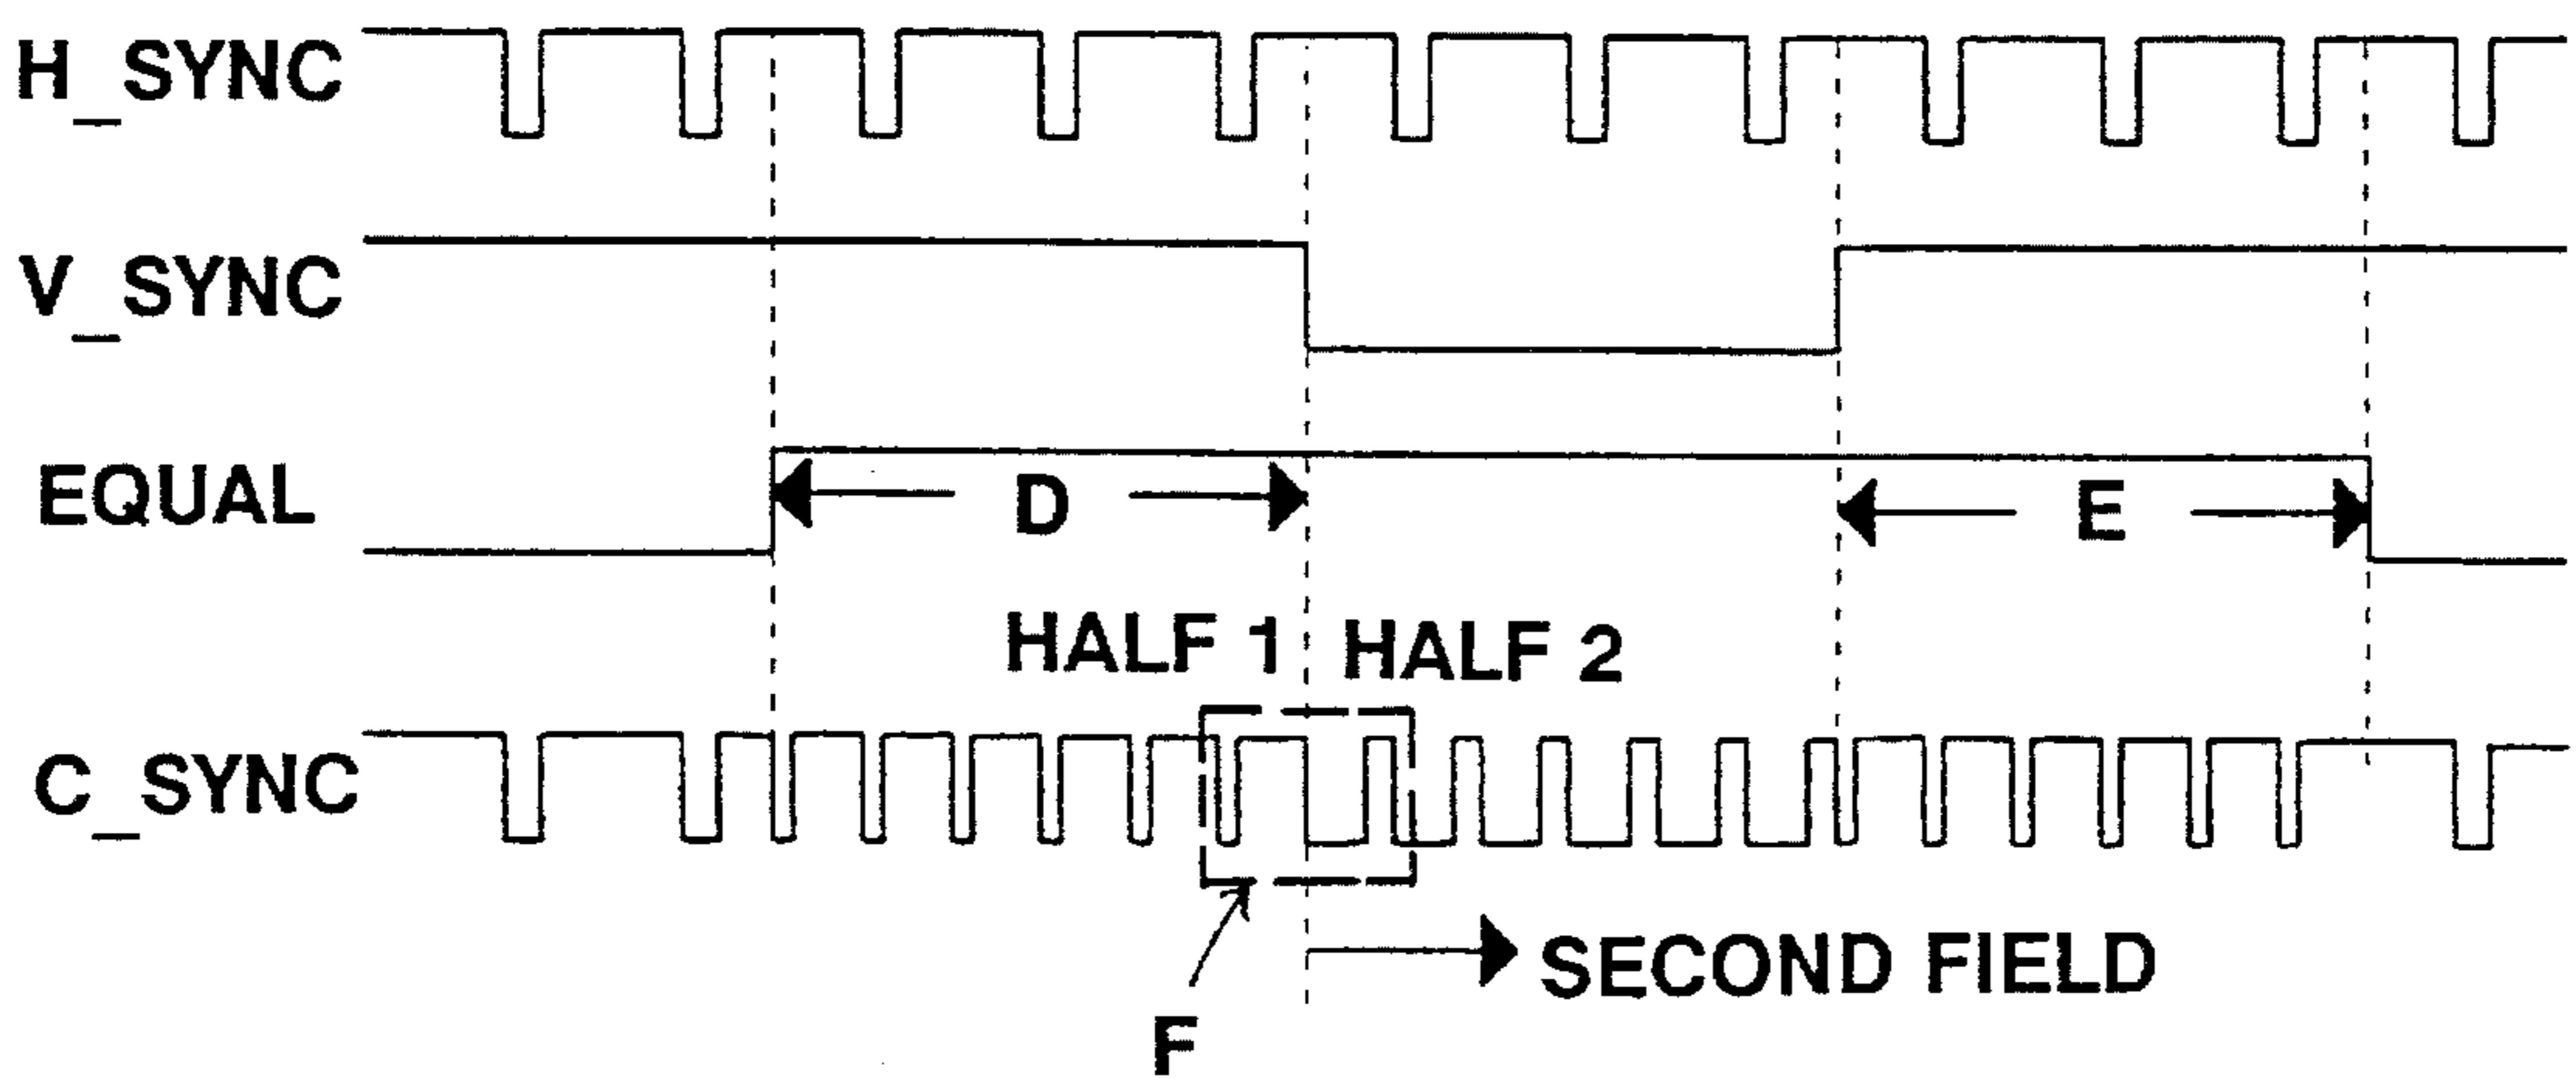 H_SYNC
V_SYNC
EQUAL
D
E
HALF 1 HALF 2
C_SYNC
SECOND FIELD
F